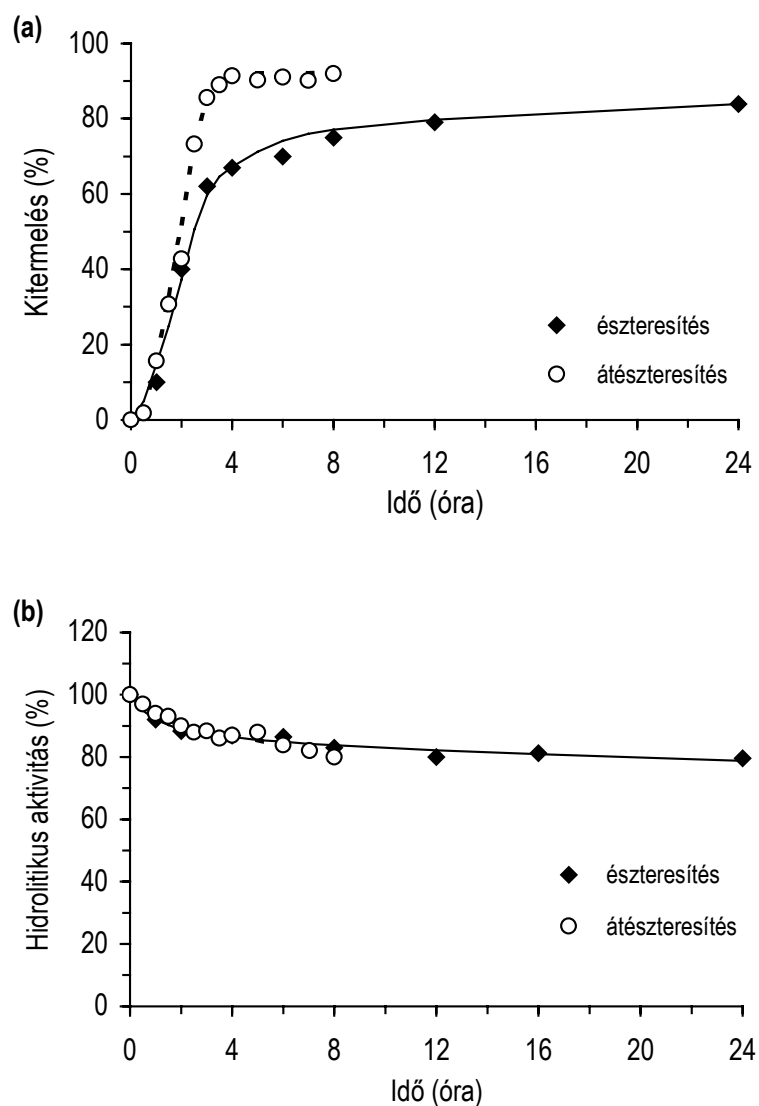 (a)
100
80
60
40
20
0
Kitermelés (%)
észteresítés
átészteresítés
0 4 8 12 16 20 24
Idő (óra)
(b)
120
100
80
60
40
20
0
Hidrolitikus aktivitás (%)
észteresítés
átészteresítés
0 4 8 12 16 20 24
Idő (óra)